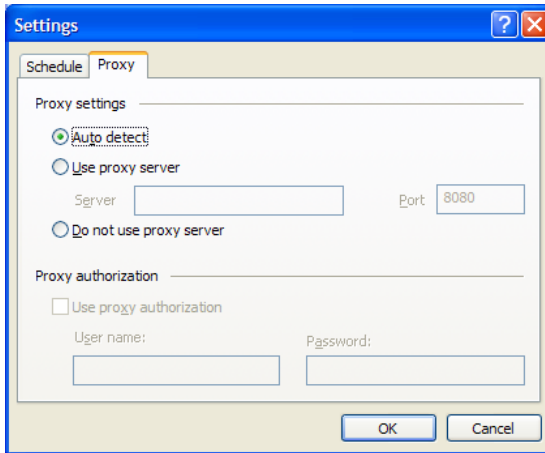 Settings
Schedule Proxy
Proxy settings
Auto detect
Use proxy server
Server Port 8080
Do not use proxy server
Proxy authorization
Use proxy authorization
User name: Password:
OK Cancel